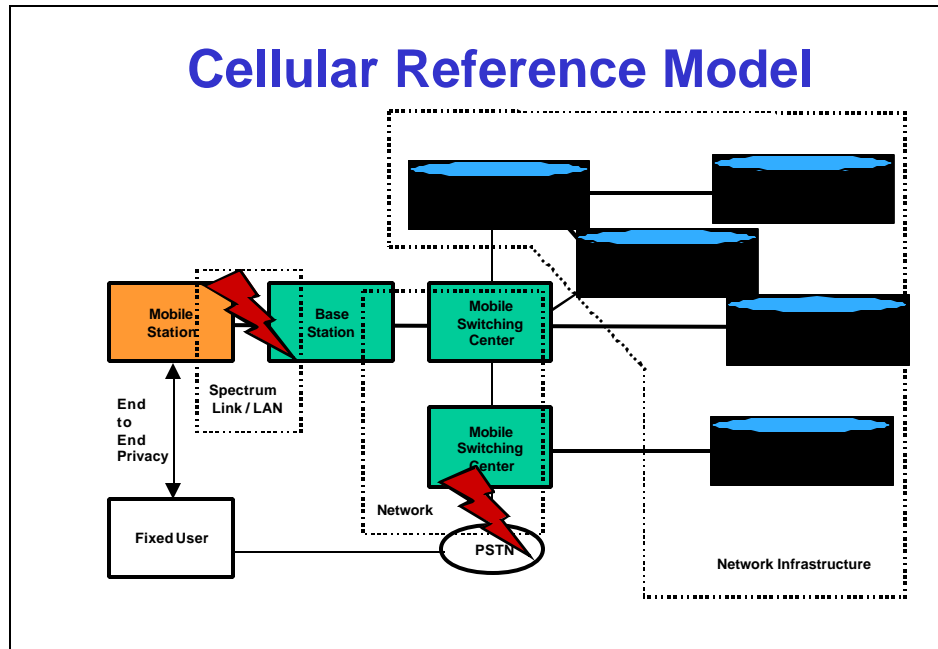 Cellular Reference Model
Mobile
Station
Base
Station
Mobile
Switching
Center
Spectrum
Link / LAN
End
to
End
Privacy
Mobile
Switching
Center
Network
Fixed User
PSTN
Network Infrastructure